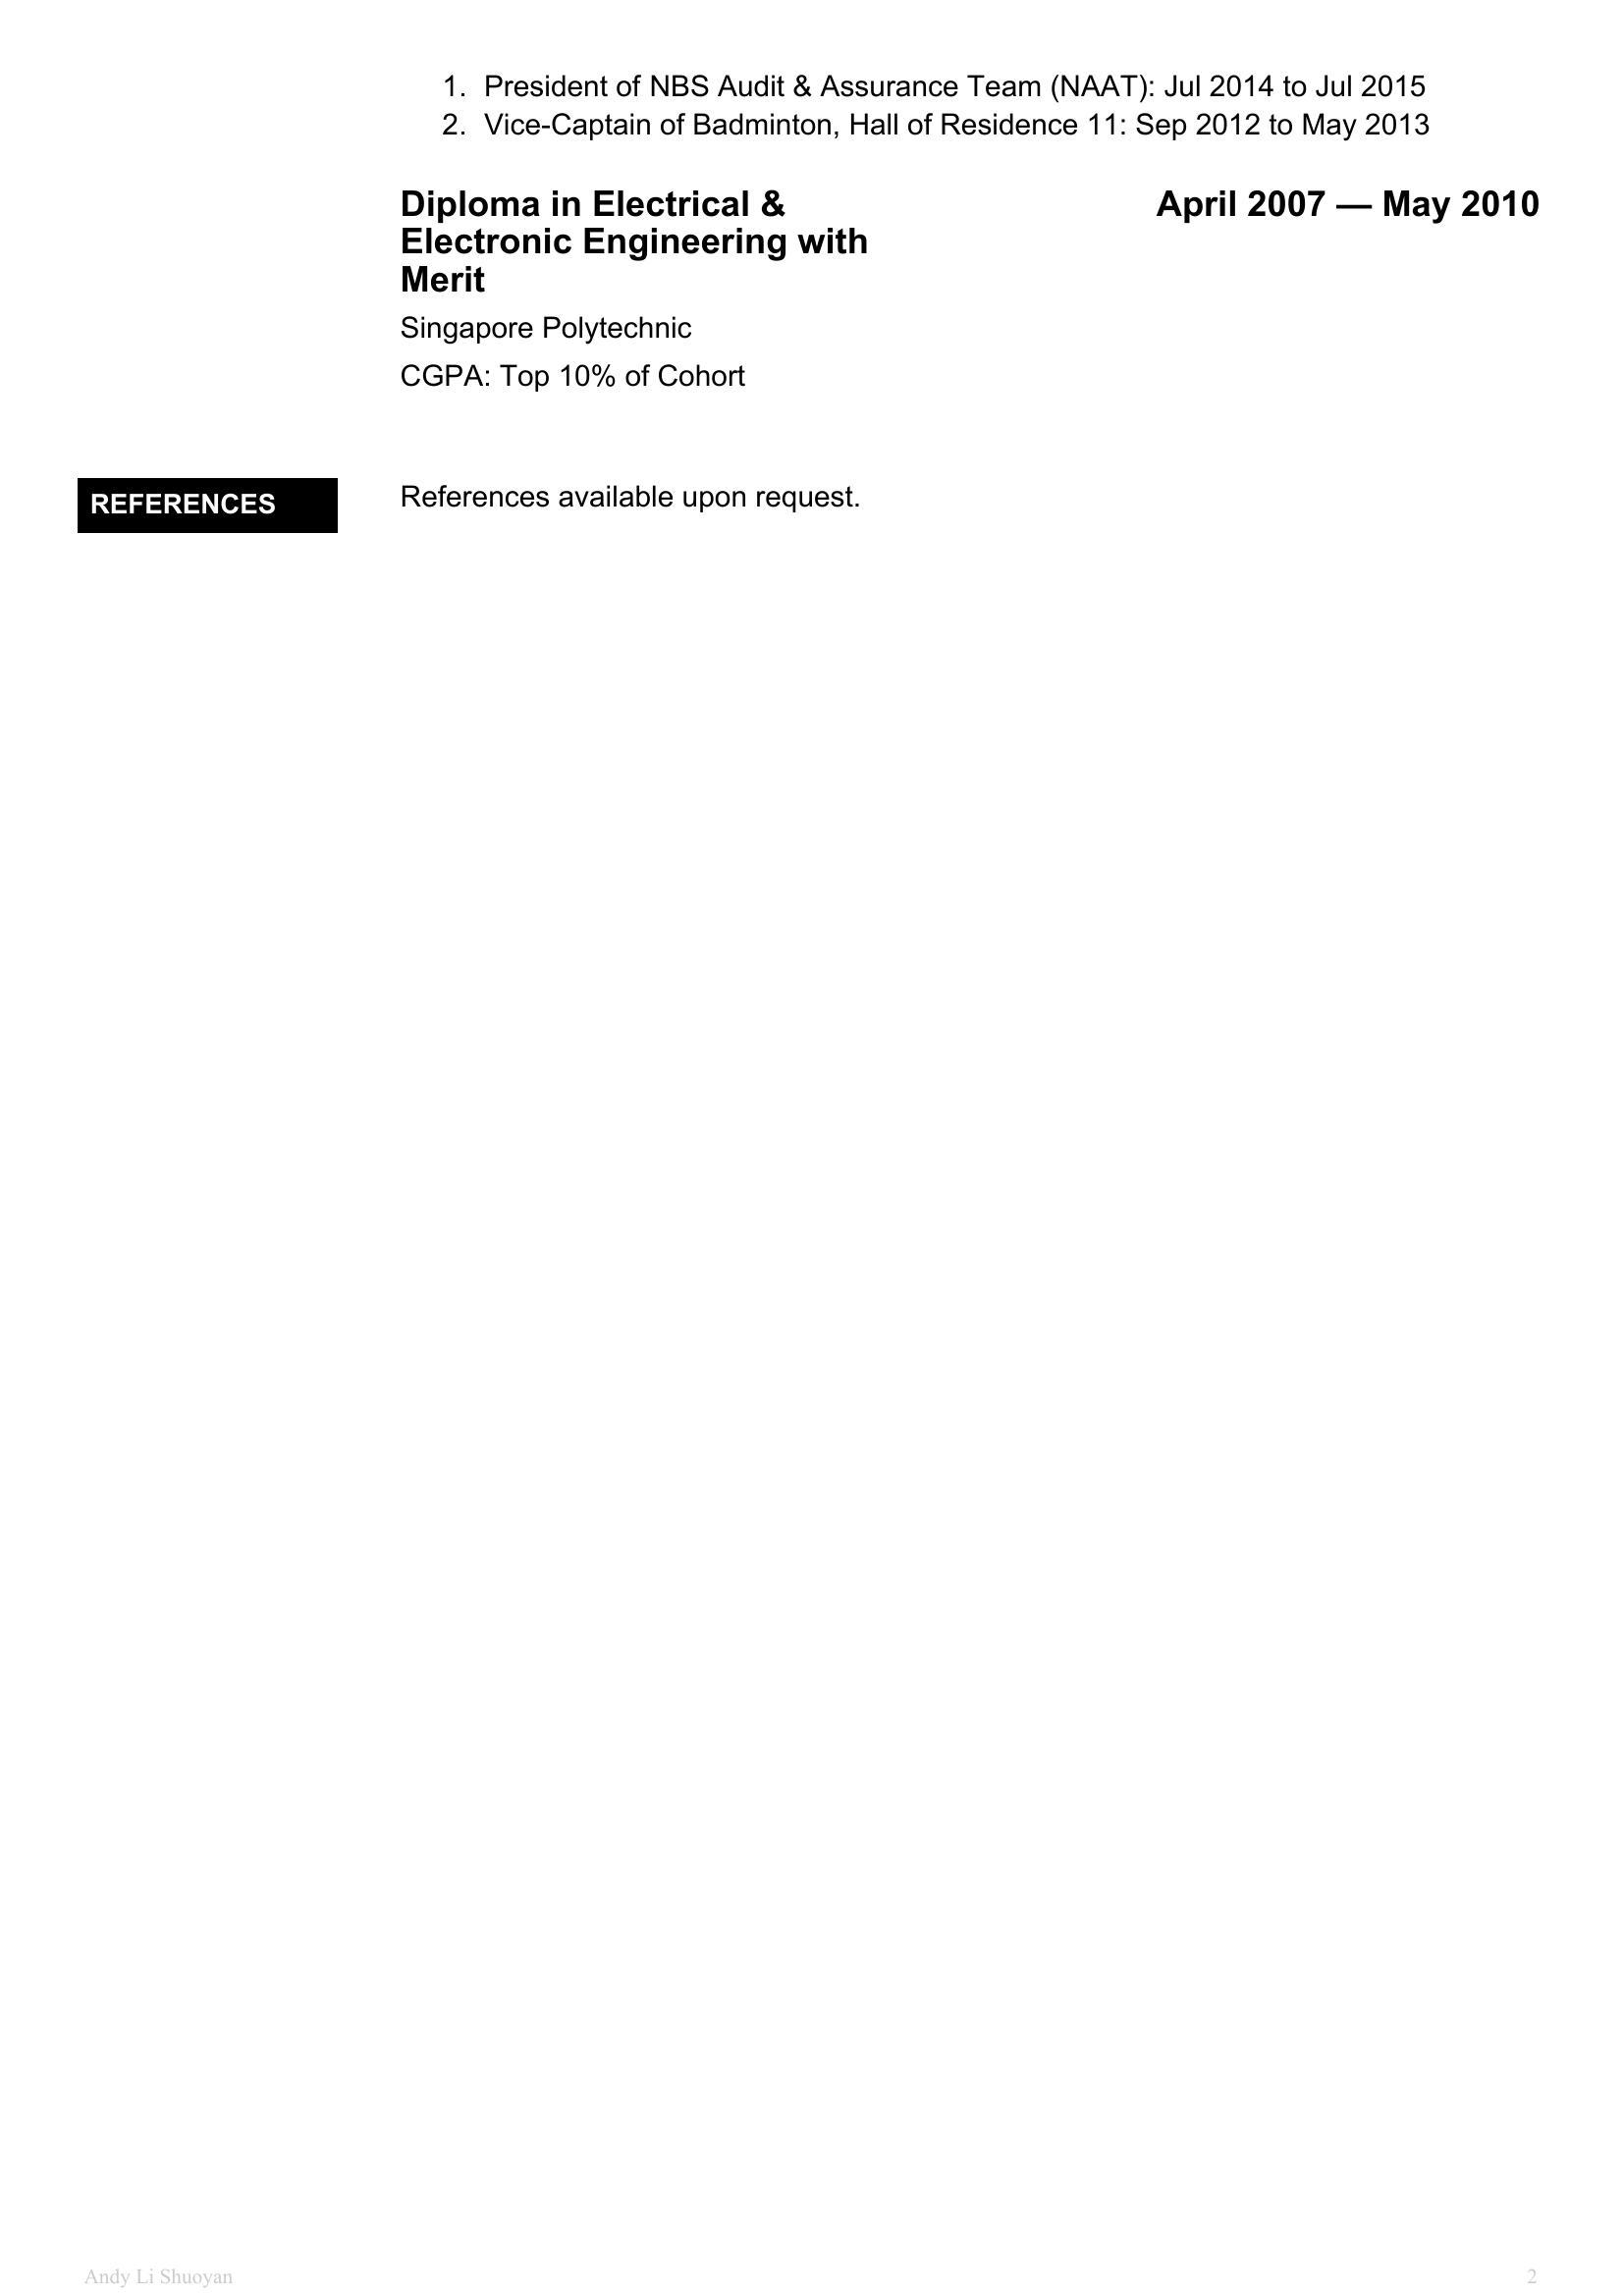 1. President of NBS Audit & Assurance Team (NAAT): Jul 2014 to Jul 2015
2. Vice-Captain of Badminton, Hall of Residence 11: Sep 2012 to May 2013
Diploma in Electrical & April 2007 — May 2010
Electronic Engineering with
Merit
Singapore Polytechnic
CGPA: Top 10% of Cohort
REFERENCES References available upon request.
Andy Li Shuoyan 2